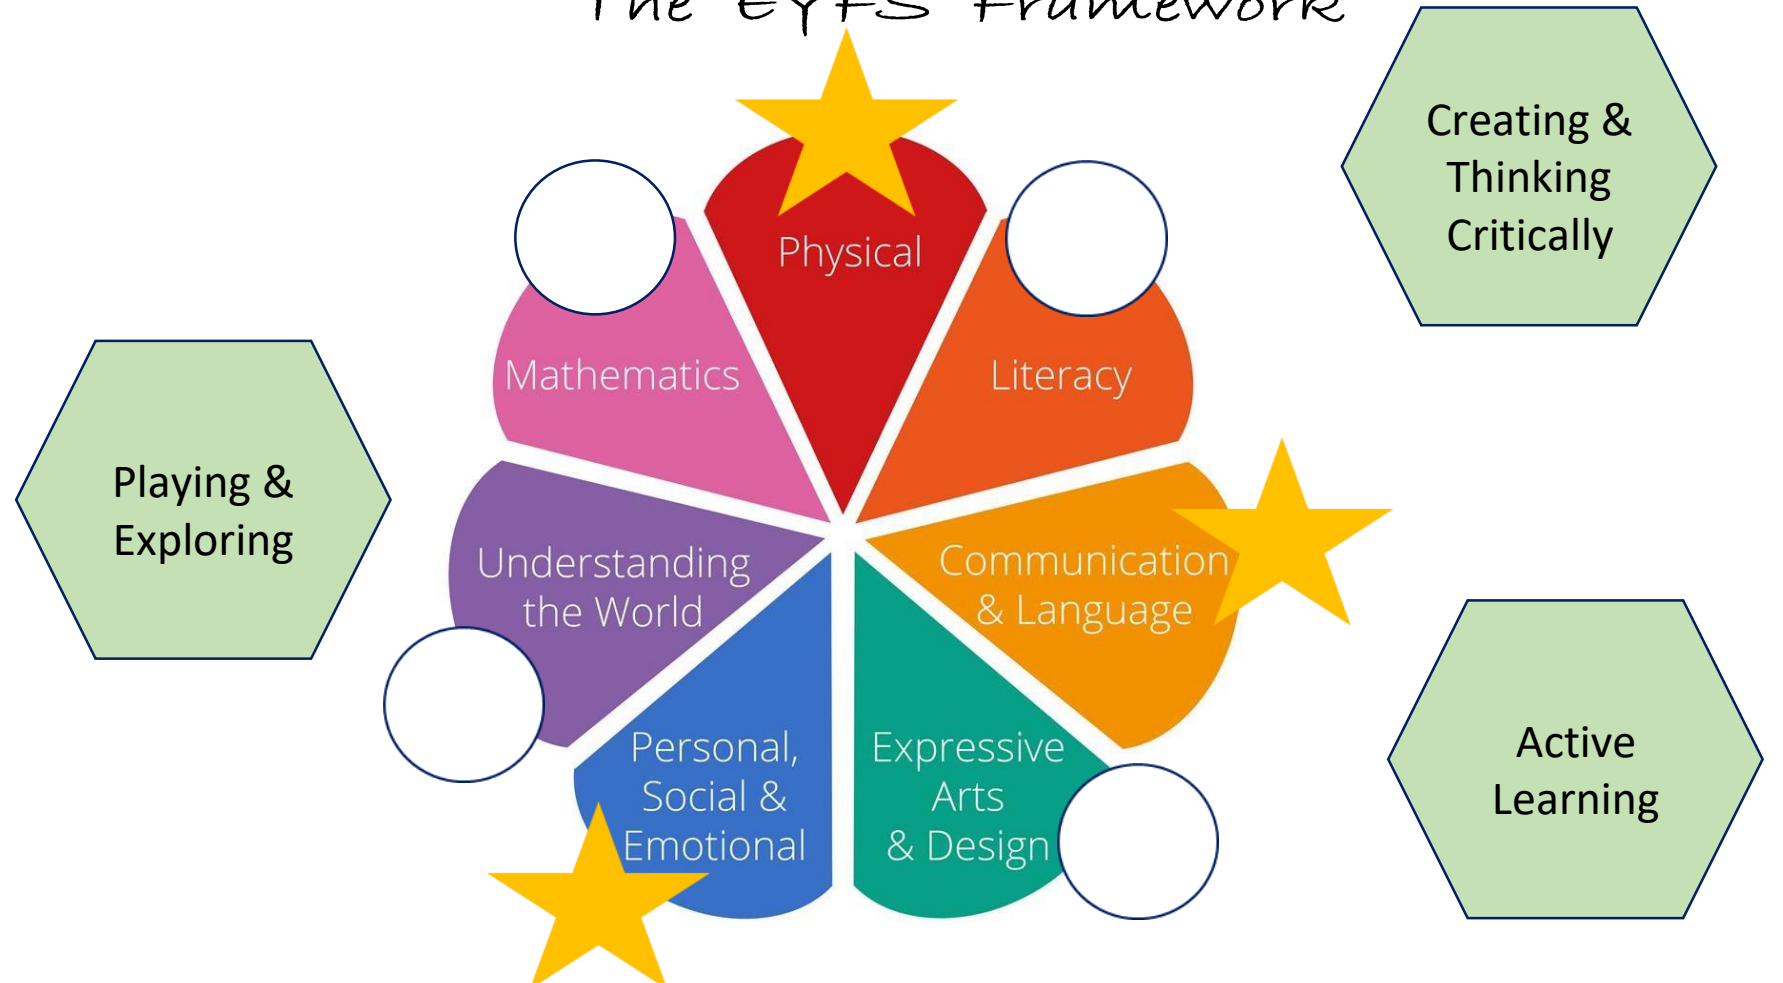 The EYFS Framework
Creating &
Thinking
Critically
Physical
Mathematics
Literacy
Playing &
Exploring
Understanding
the World
Communication
& Language
Personal,
Social &
Emotional
Expressive
Arts
& Design
Active
Learning